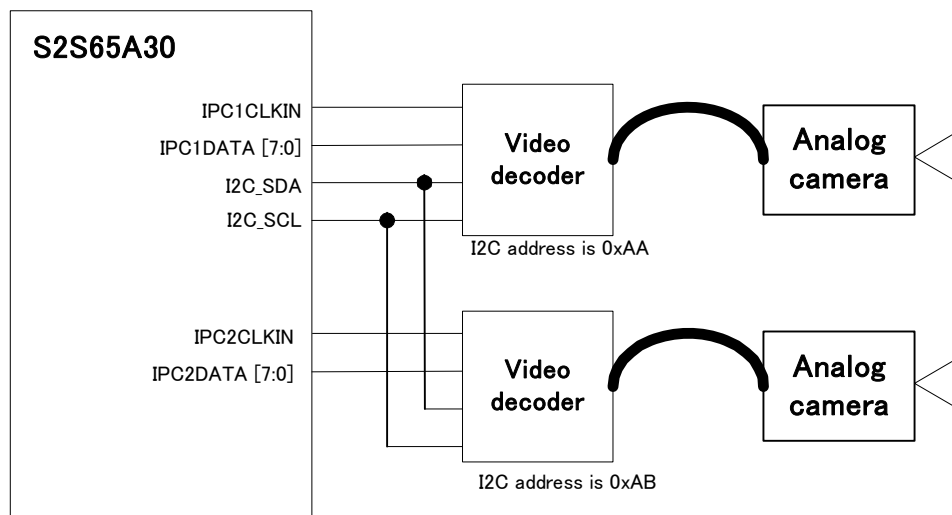 S2S65A30
IPC1CLKIN
IPC1DATA [7:0]
I2C_SDA
I2C_SCL
Video
decoder
Analog
camera
I2C address is 0xAA
IPC2CLKIN
IPC2DATA [7:0]
Video
decoder
Analog
camera
I2C address is 0xAB